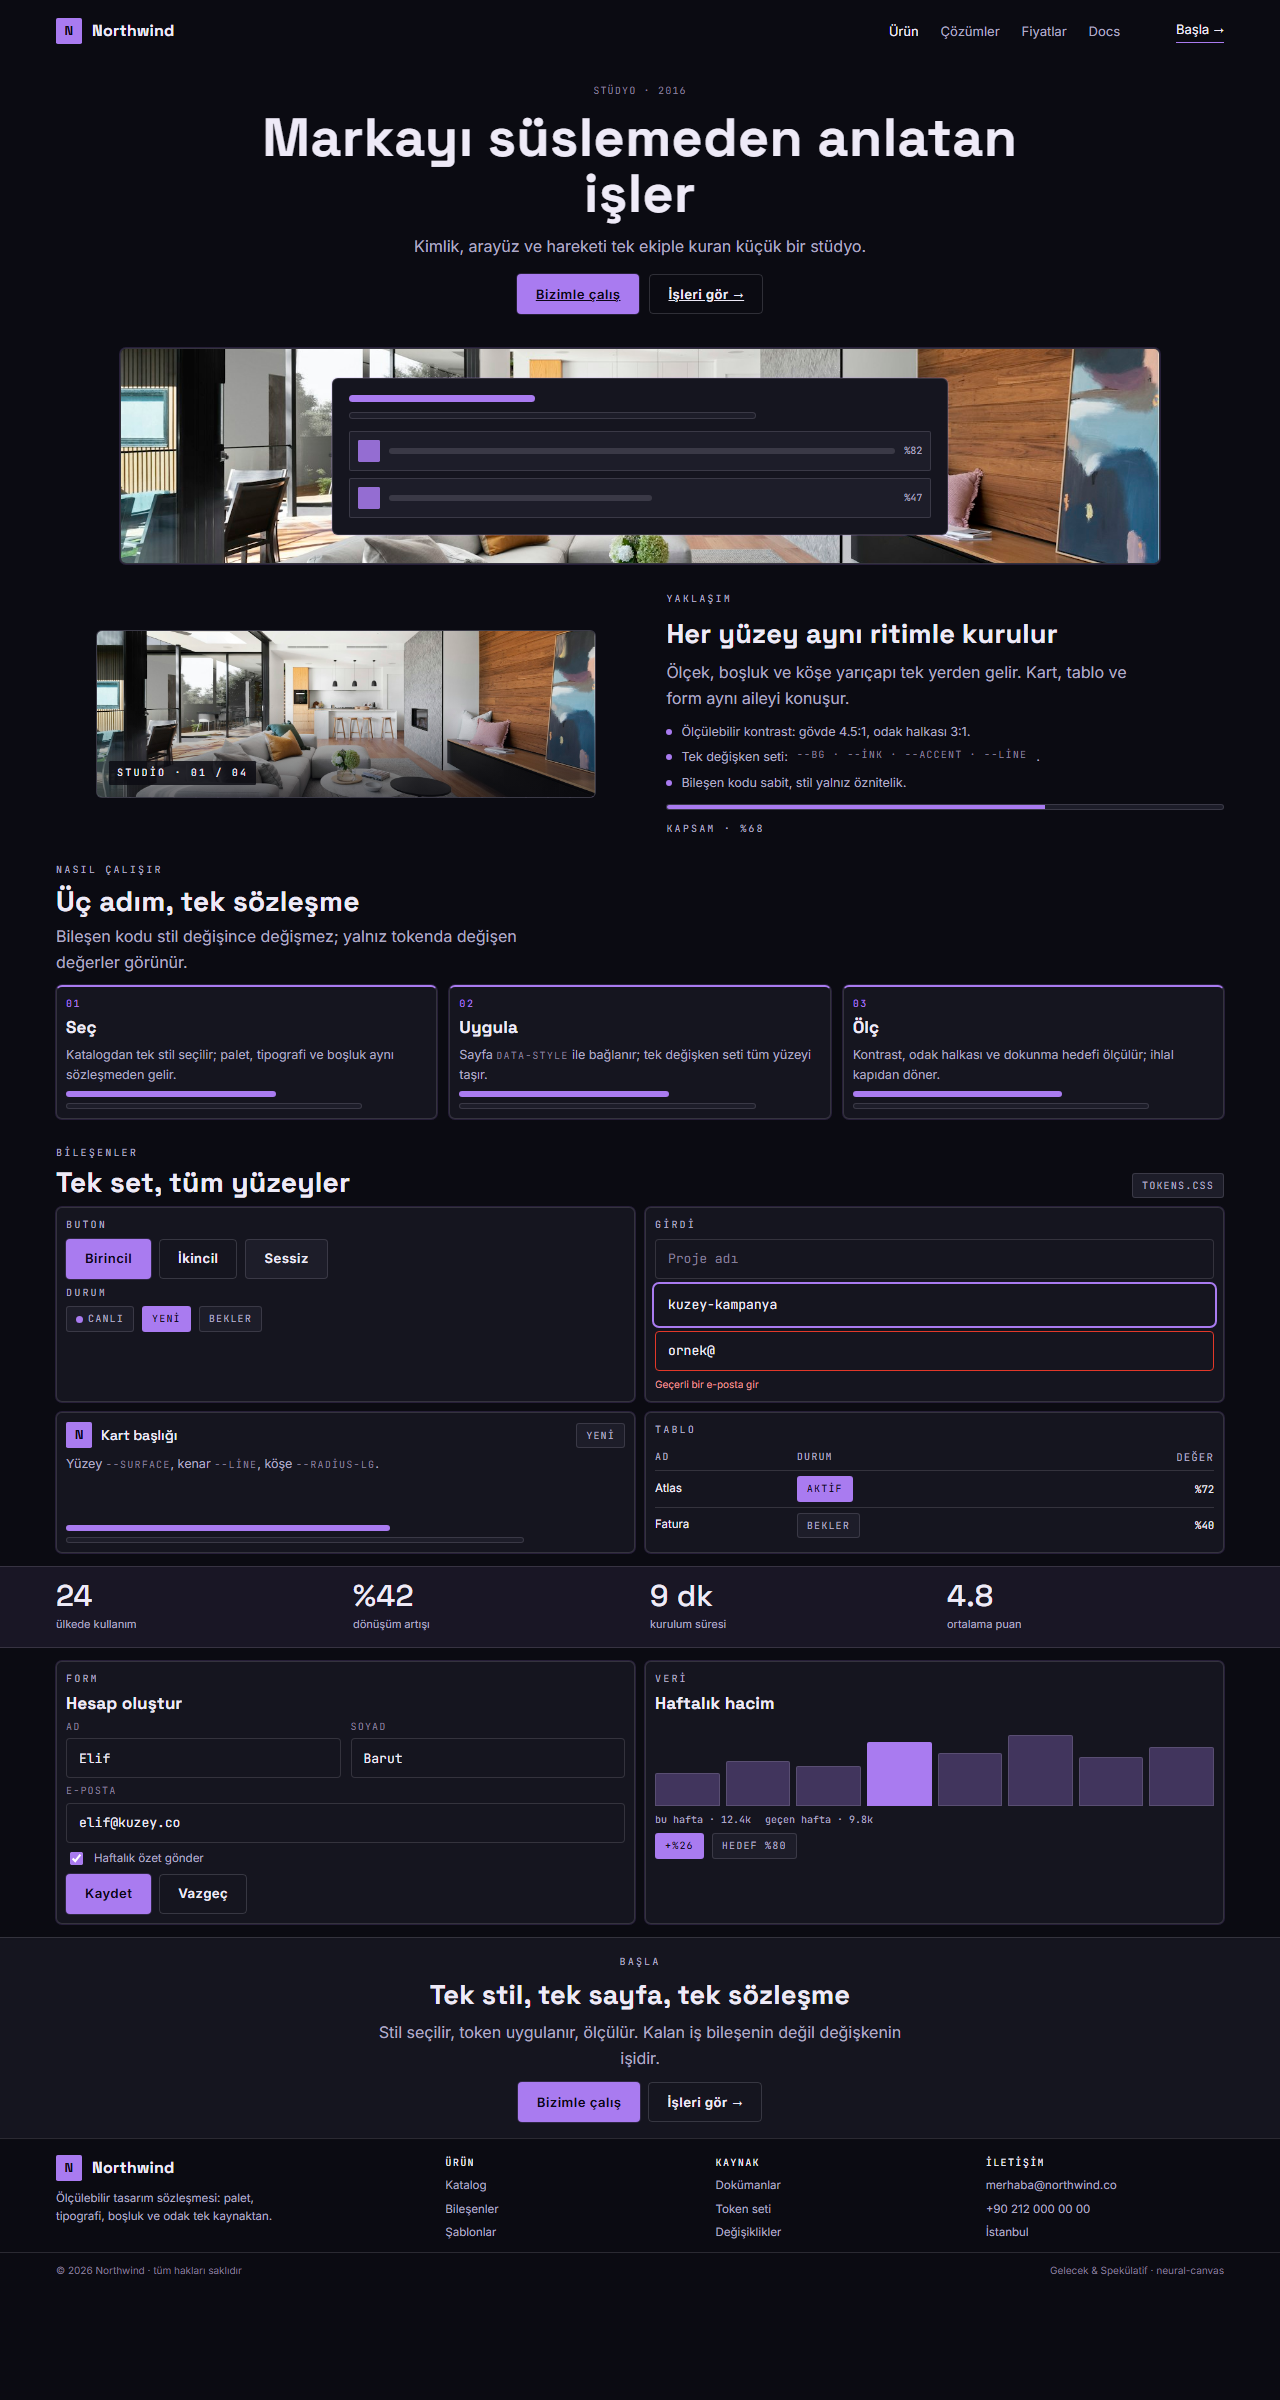 N Northwind
Ürün Çözümler Fiyatlar Docs Başla →
STÜDYO · 2016
Markayı süslemeden anlatan
işler
Kimlik, arayüz ve hareketi tek ekiple kuran küçük bir stüdyo.
Bizimle çalış İşleri gör →
%82
%47
STUDİO · 01 / 04
YAKLAŞIM
Her yüzey aynı ritimle kurulur
Ölçek, boşluk ve köşe yarıçapı tek yerden gelir. Kart, tablo ve
form aynı aileyi konuşur.
Ölçülebilir kontrast: gövde 4.5:1, odak halkası 3:1.
Tek değişken seti: --BG · --İNK · --ACCENT · --LİNE .
Bileşen kodu sabit, stil yalnız öznitelik.
KAPSAM · %68
NASIL ÇALIŞIR
Üç adım, tek sözleşme
Bileşen kodu stil değişince değişmez; yalnız tokenda değişen
değerler görünür.
01
Seç
Katalogdan tek stil seçilir; palet, tipografi ve boşluk aynı
sözleşmeden gelir.
02
Uygula
Sayfa DATA-STYLE ile bağlanır; tek değişken seti tüm yüzeyi
taşır.
03
Ölç
Kontrast, odak halkası ve dokunma hedefi ölçülür; ihlal
kapıdan döner.
BİLEŞENLER
Tek set, tüm yüzeyler
TOKENS.CSS
BUTON
Birincil İkincil Sessiz
DURUM
CANLI YENİ BEKLER
GİRDİ
Proje adı
kuzey-kampanya
ornek@
Geçerli bir e-posta gir
N Kart başlığı YENİ
Yüzey --SURFACE, kenar --LİNE, köşe --RADİUS-LG.
TABLO
AD DURUM DEĞER
Atlas AKTİF %72
Fatura BEKLER %40
24 %42 9 dk 4.8
ülkede kullanım dönüşüm artışı kurulum süresi ortalama puan
FORM
Hesap oluştur
AD SOYAD
Elif Barut
E-POSTA
elif@kuzey.co
Haftalık özet gönder
Kaydet Vazgeç
VERİ
Haftalık hacim
bu hafta · 12.4k geçen hafta · 9.8k
+%26 HEDEF %80
BAŞLA
Tek stil, tek sayfa, tek sözleşme
Stil seçilir, token uygulanır, ölçülür. Kalan iş bileşenin değil değişkenin
işidir.
Bizimle çalış İşleri gör →
N Northwind
Ölçülebilir tasarım sözleşmesi: palet,
tipografi, boşluk ve odak tek kaynaktan.
ÜRÜN
Katalog
Bileşenler
Şablonlar
KAYNAK
Dokümanlar
Token seti
Değişiklikler
İLETİŞİM
merhaba@northwind.co
+90 212 000 00 00
İstanbul
© 2026 Northwind · tüm hakları saklıdır
Gelecek & Spekülatif · neural-canvas